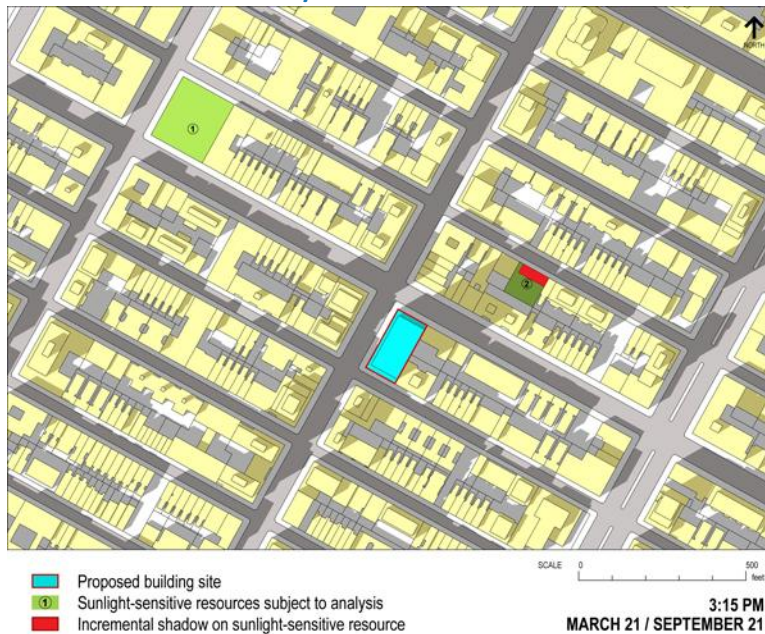 NORTH
①
②
SCALE 0 500
feet
Proposed building site
① Sunlight-sensitive resources subject to analysis
Incremental shadow on sunlight-sensitive resource
3:15 PM
MARCH 21 / SEPTEMBER 21